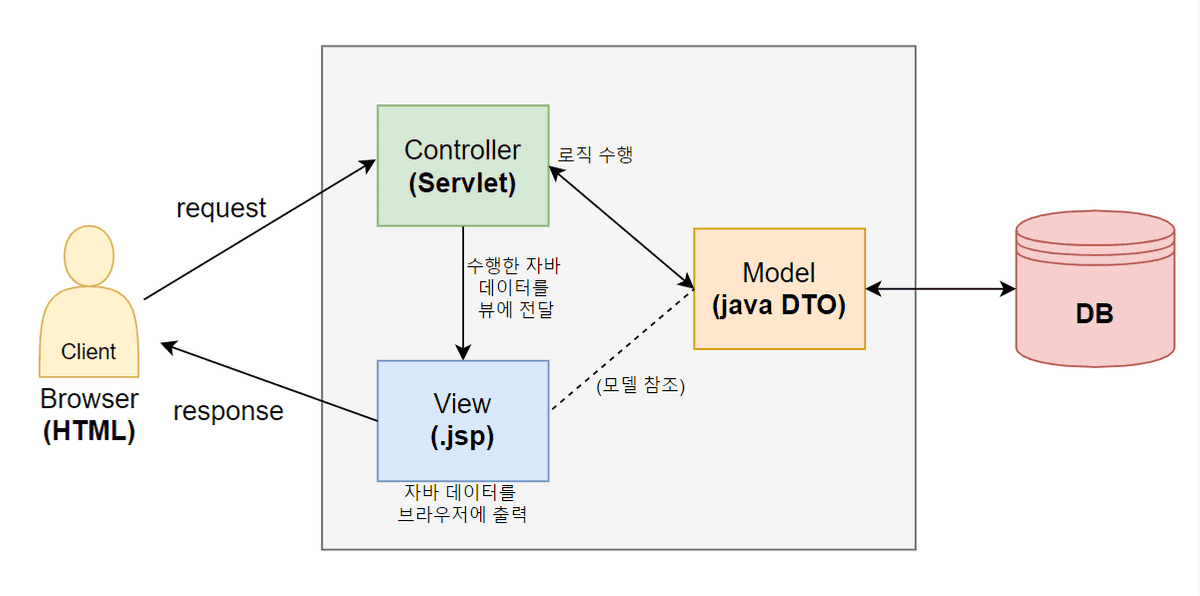 Controller
(Servlet)
로직 수행
request
수행한 자바
데이터를
뷰에 전달
Model
(java DTO)
DB
Client
Browser
(HTML)
response
View
(.jsp)
(모델 참조)
자바 데이터를
브라우저에 출력